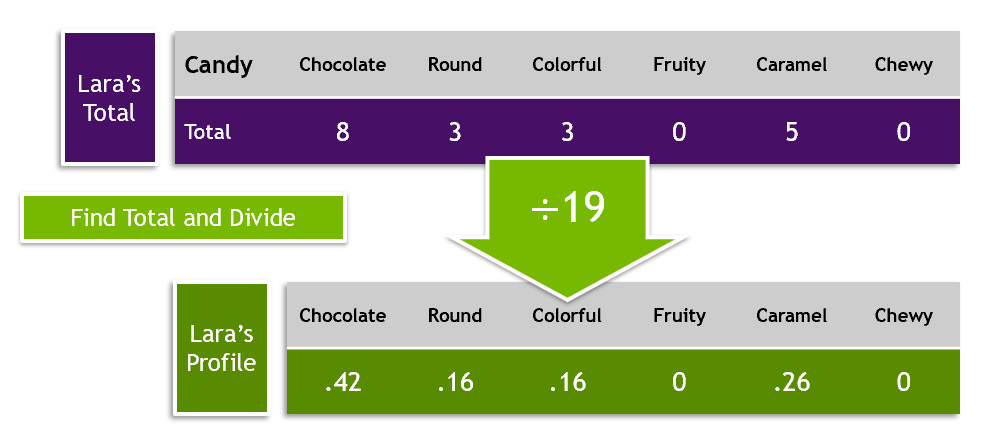 Lara's
Total
Candy Chocolate Round Colorful Fruity Caramel Chewy
Total 8 3 3 0 5 0
Find Total and Divide
÷19
Lara's
Profile
Chocolate Round Colorful Fruity Caramel Chewy
.42 .16 .16 0 .26 0